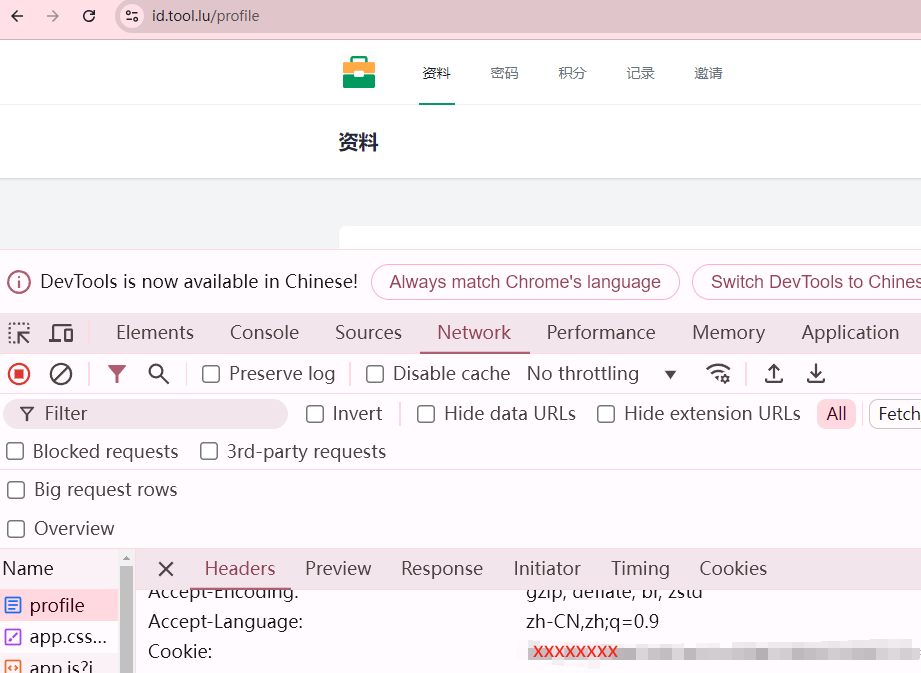 id.tool.lu/profile
资料 密码 积分 记录 邀请
资料
DevTools is now available in Chinese! Always match Chrome's language Switch DevTools to Chines
Elements Console Sources Network Performance Memory Application
Preserve log Disable cache No throttling
Filter Invert Hide data URLs Hide extension URLs All Fetch
Blocked requests 3rd-party requests
Big request rows
Overview
Name Headers Preview Response Initiator Timing Cookies
profile Accept-Encoding: gzip, deflate, br, zstd
Accept-Language: zh-CN,zh;q=0.9
app.css...
Cookie: XXXXXXXX
app.js?i